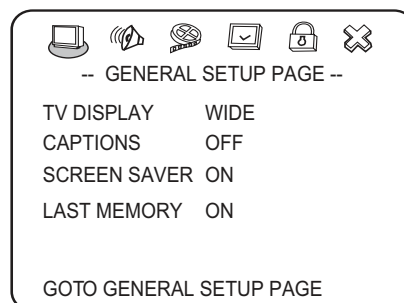 -- GENERAL SETUP PAGE --
TV DISPLAY WIDE
CAPTIONS OFF
SCREEN SAVER ON
LAST MEMORY ON
GOTO GENERAL SETUP PAGE